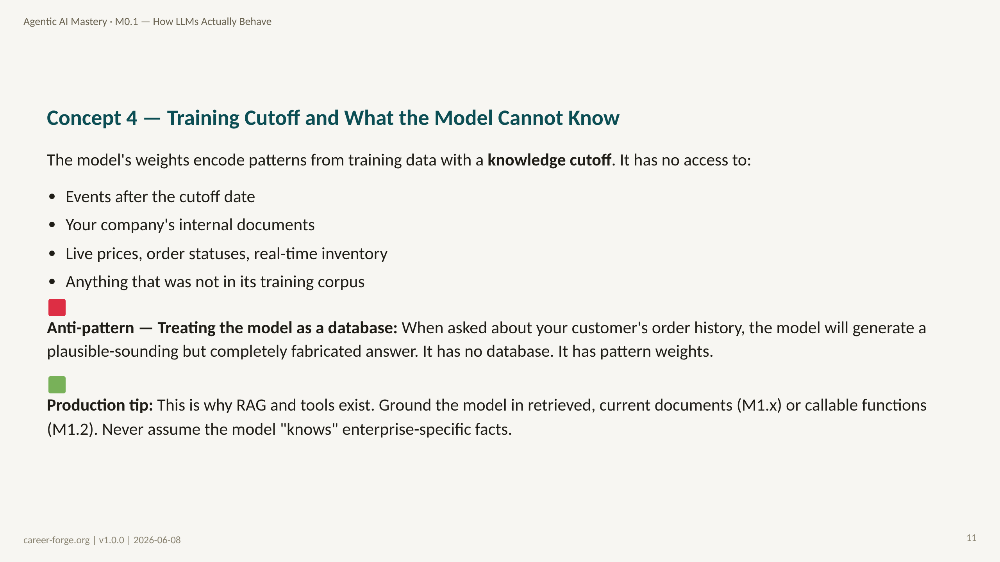 Agentic AI Mastery · M0.1 — How LLMs Actually Behave
Concept 4 — Training Cutoff and What the Model Cannot Know
The model's weights encode patterns from training data with a knowledge cutoff. It has no access to:
• Events after the cutoff date
• Your company's internal documents
• Live prices, order statuses, real-time inventory
• Anything that was not in its training corpus
Anti-pattern — Treating the model as a database: When asked about your customer's order history, the model will generate a
plausible-sounding but completely fabricated answer. It has no database. It has pattern weights.
Production tip: This is why RAG and tools exist. Ground the model in retrieved, current documents (M1.x) or callable functions
(M1.2). Never assume the model "knows" enterprise-specific facts.
career-forge.org | v1.0.0 | 2026-06-08
11